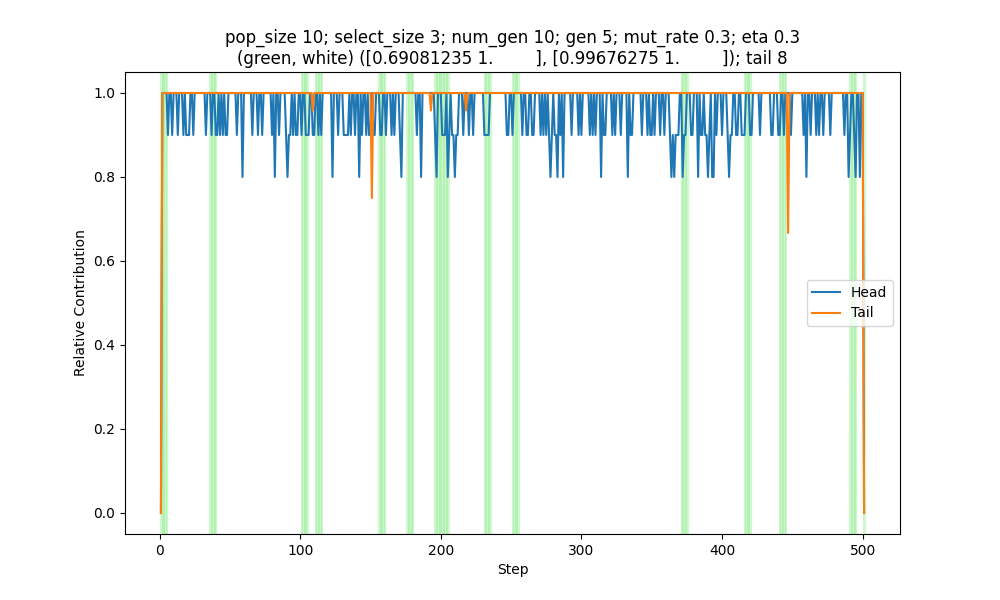 pop_size 10; select_size 3; num_gen 10; gen 5; mut_rate 0.3; eta 0.3
(green, white) ([0.69081235 1.        ], [0.99676275 1.        ]); tail 8
1.0
0.8
0.6
0.4
0.2
0.0
Relative Contribution
Head
Tail
0 100 200 300 400 500
Step